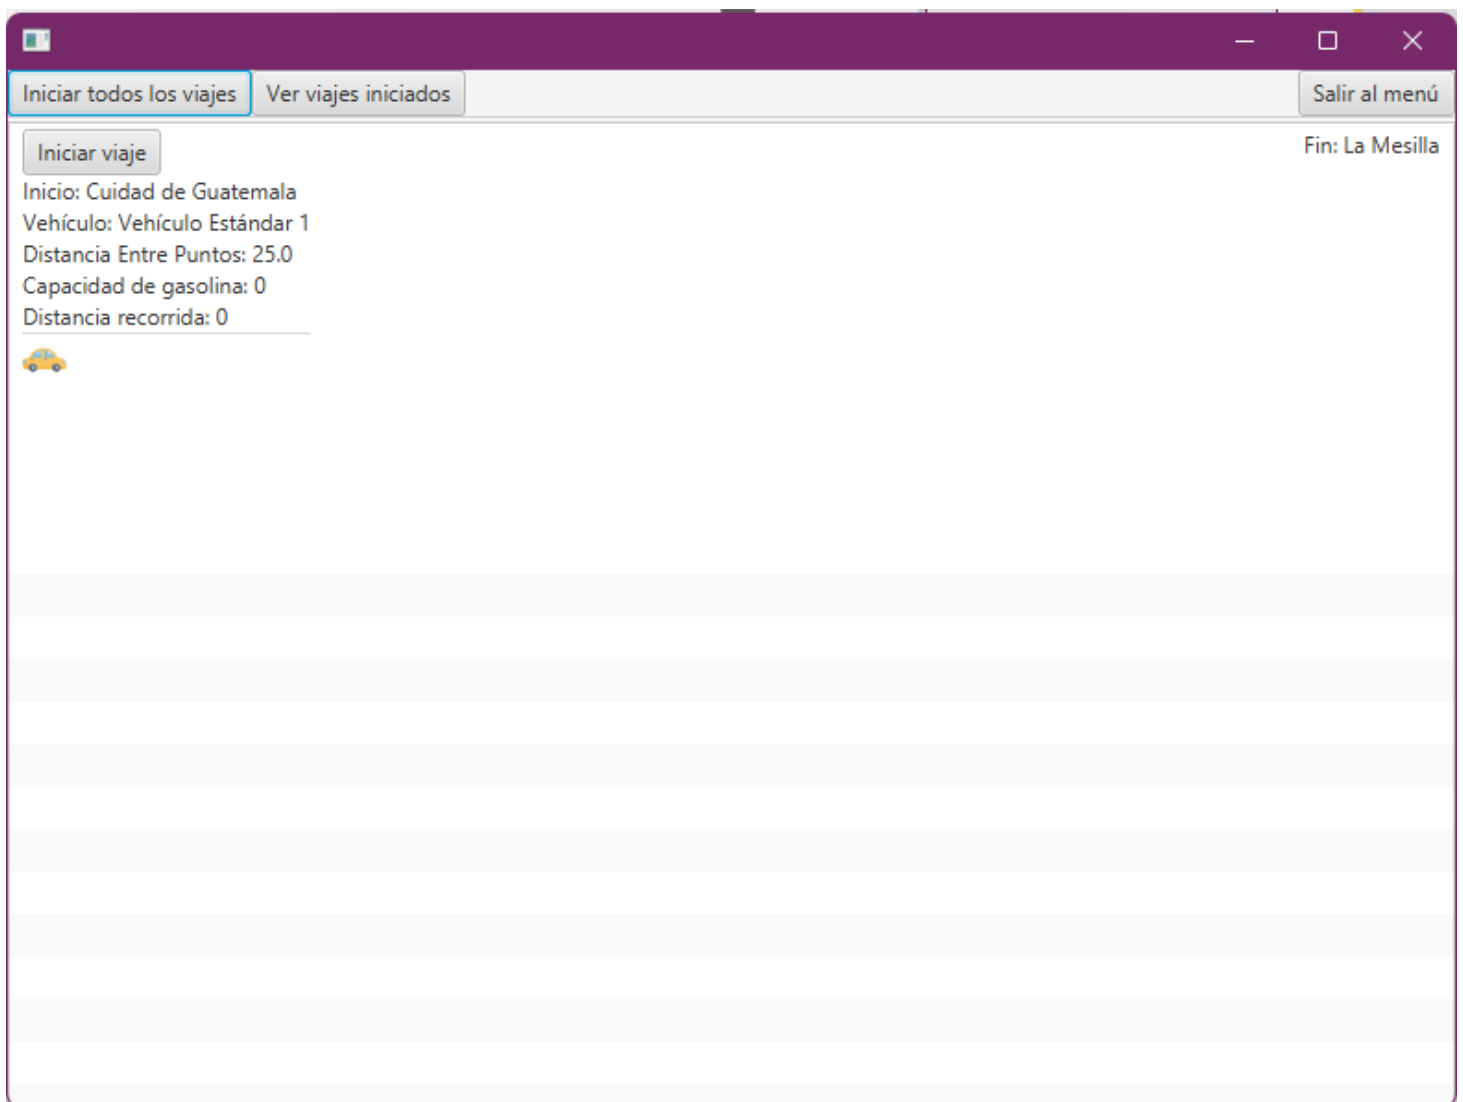 Iniciar todos los viajes Ver viajes iniciados Salir al menú
Iniciar viaje Fin: La Mesilla
Inicio: Cuidad de Guatemala
Vehículo: Vehículo Estándar 1
Distancia Entre Puntos: 25.0
Capacidad de gasolina: 0
Distancia recorrida: 0